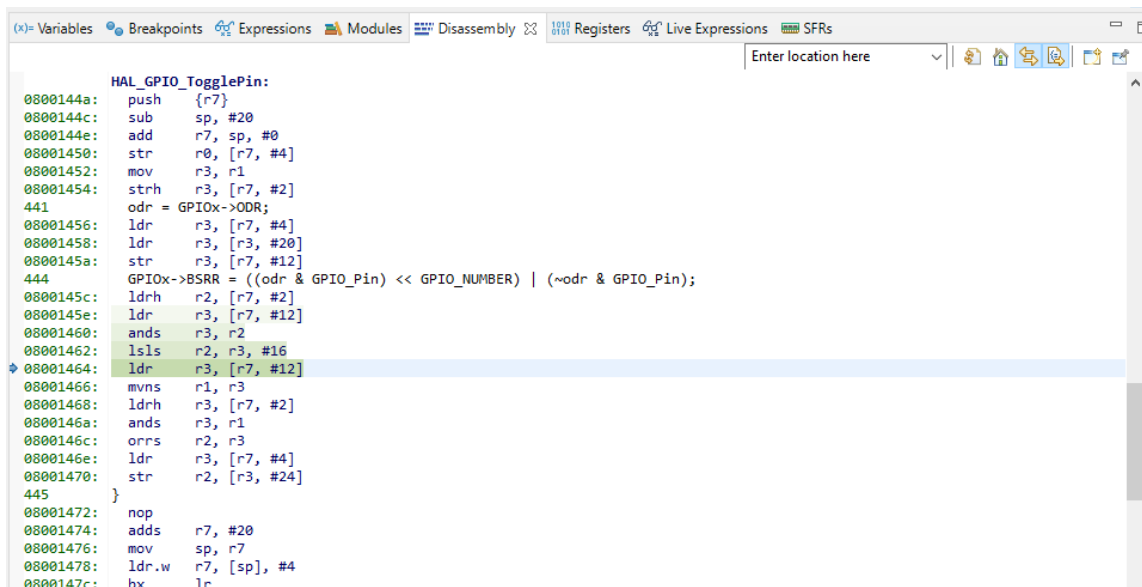 (x)= Variables Breakpoints Expressions Modules Disassembly Registers Live Expressions SFRs
Enter location here
HAL_GPIO_TogglePin:
0800144a: push {r7}
0800144c: sub sp, #20
0800144e: add r7, sp, #0
08001450: str r0, [r7, #4]
08001452: mov r3, r1
08001454: strh r3, [r7, #2]
441 odr = GPIOx->ODR;
08001456: ldr r3, [r7, #4]
08001458: ldr r3, [r3, #20]
0800145a: str r3, [r7, #12]
444 GPIOx->BSRR = ((odr & GPIO_Pin) << GPIO_NUMBER) | (~odr & GPIO_Pin);
0800145c: ldrh r2, [r7, #2]
0800145e: ldr r3, [r7, #12]
08001460: ands r3, r2
08001462: lsls r2, r3, #16
08001464: ldr r3, [r7, #12]
08001466: mvns r1, r3
08001468: ldrh r3, [r7, #2]
0800146a: ands r3, r1
0800146c: orrs r2, r3
0800146e: ldr r3, [r7, #4]
08001470: str r2, [r3, #24]
445 }
08001472: nop
08001474: adds r7, #20
08001476: mov sp, r7
08001478: ldr.w r7, [sp], #4
0800147c: bx lr